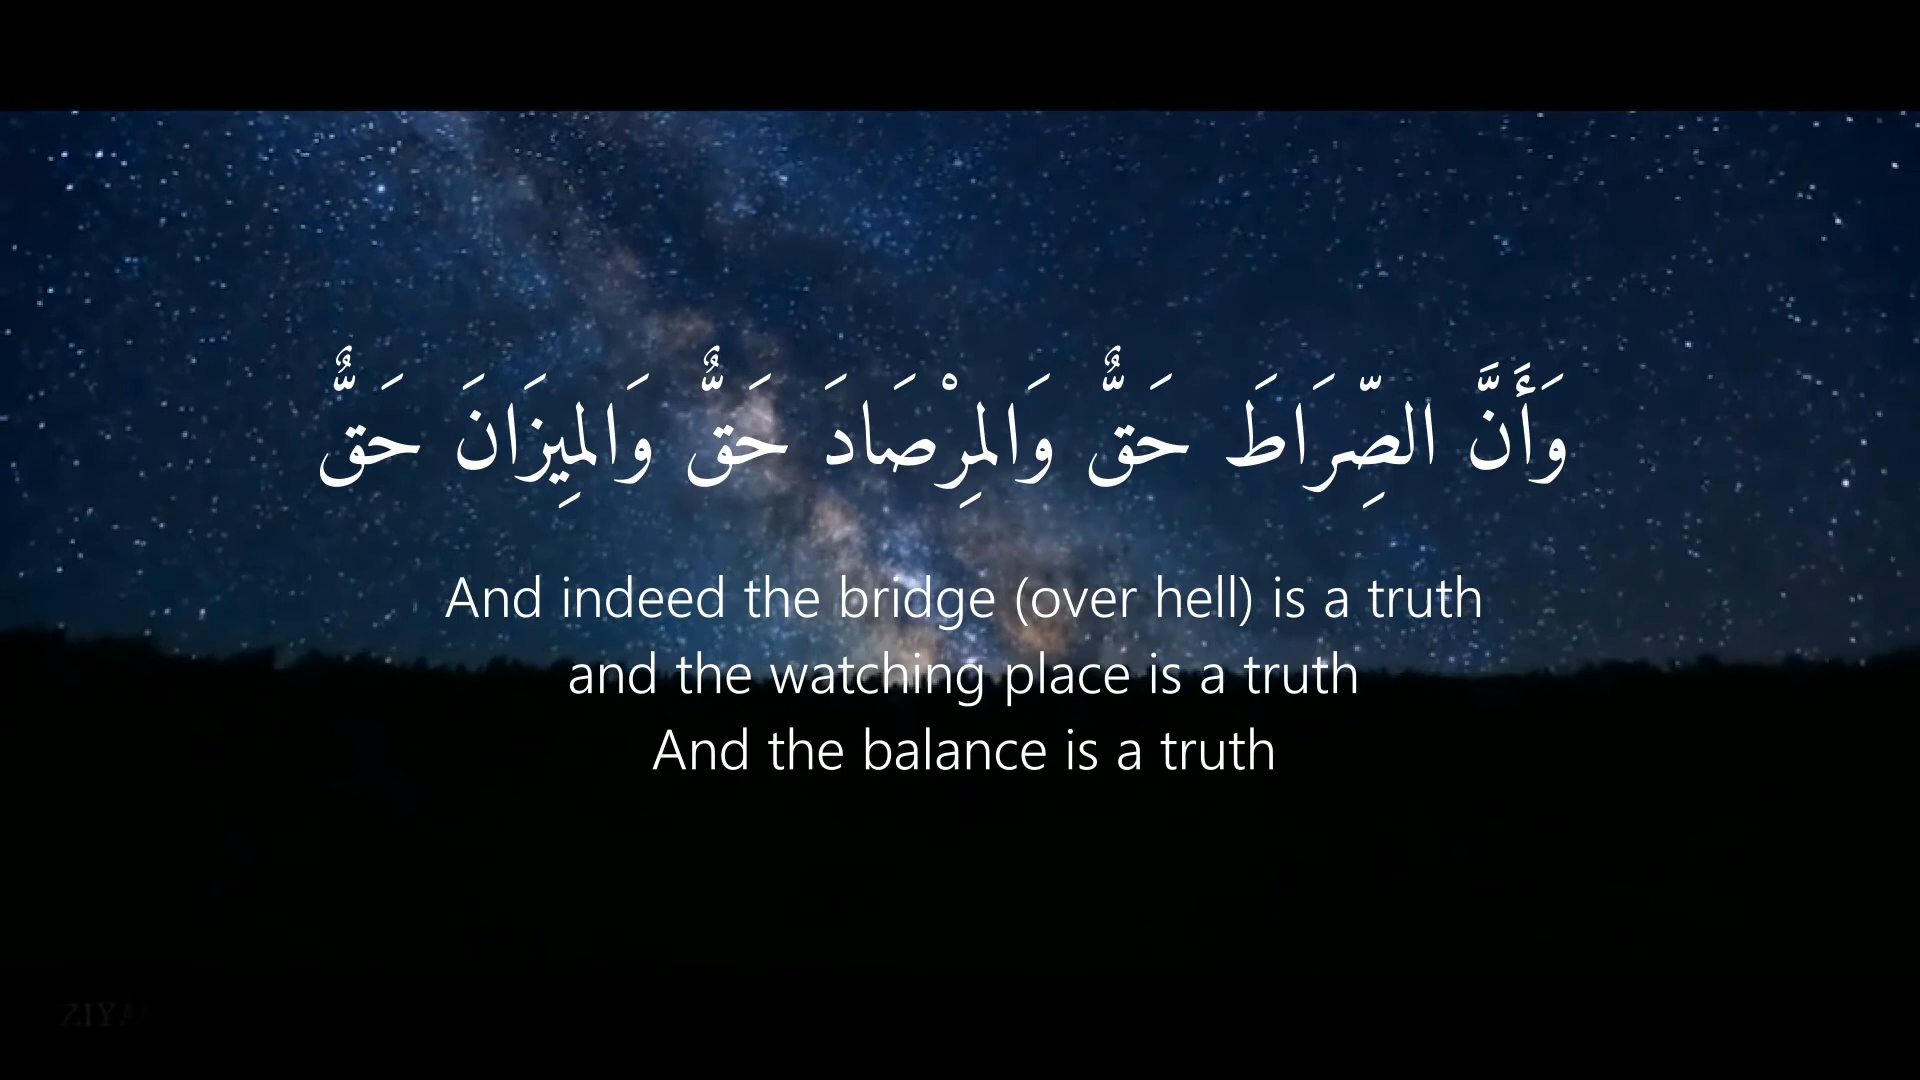 وَأَنَّ الصِّرَاطَ حَقٌّ وَالمِرْصَادَ حَقٌّ وَالمِيزَانَ حَقٌّ
And indeed the bridge (over hell) is a truth
and the watching place is a truth
And the balance is a truth